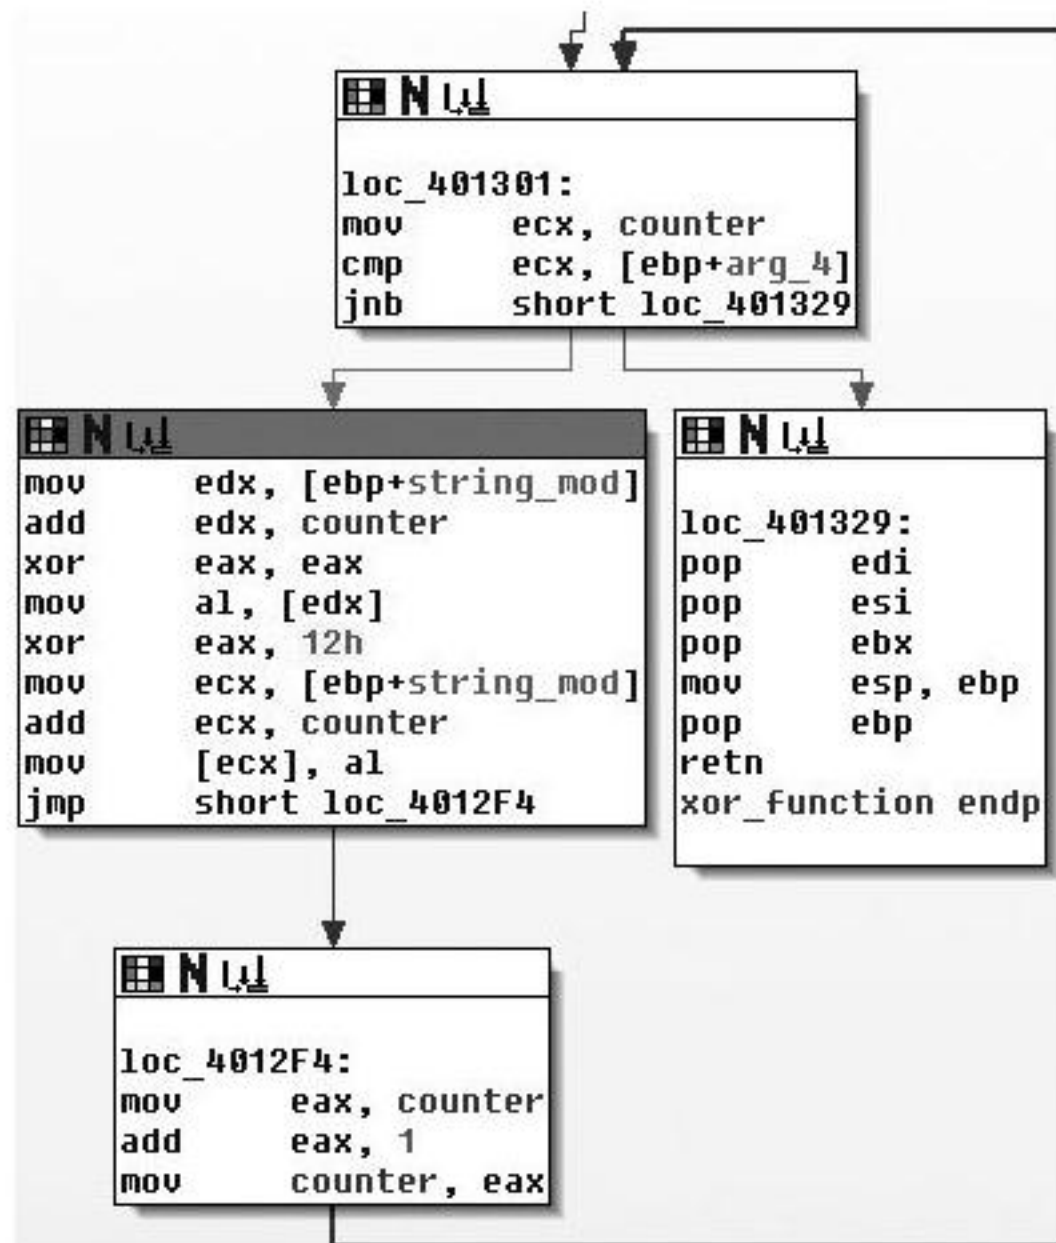 N
loc_401301:
mov ecx, counter
cmp ecx, [ebp+arg_4]
jnb short loc_401329
N
mov edx, [ebp+string_mod]
add edx, counter
xor eax, eax
mov al, [edx]
xor eax, 12h
mov ecx, [ebp+string_mod]
add ecx, counter
mov [ecx], al
jmp short loc_4012F4
N
loc_401329:
pop edi
pop esi
pop ebx
mov esp, ebp
pop ebp
retn
xor_function endp
N
loc_4012F4:
mov eax, counter
add eax, 1
mov counter, eax